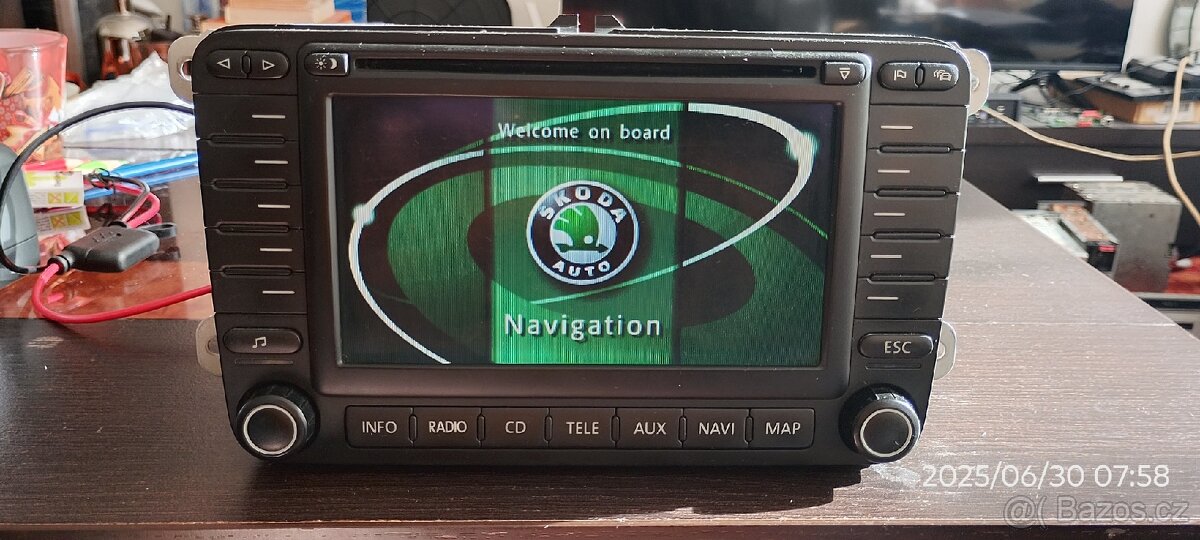 Welcome on board
ŠKODA
AUTO
Navigation
ESC
INFO
RADIO
CD
TELE
AUX
NAVI
MAP
2025/06/30 07:58
@( Bazos.cz